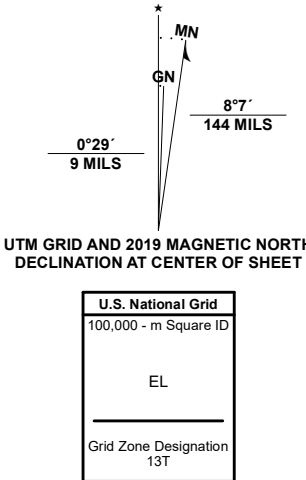 ★
MN
GN
8°7´
144 MILS
0°29´
9 MILS
UTM GRID AND 2019 MAGNETIC NORTH
DECLINATION AT CENTER OF SHEET
U.S. National Grid
100,000 - m Square ID
EL
Grid Zone Designation
13T